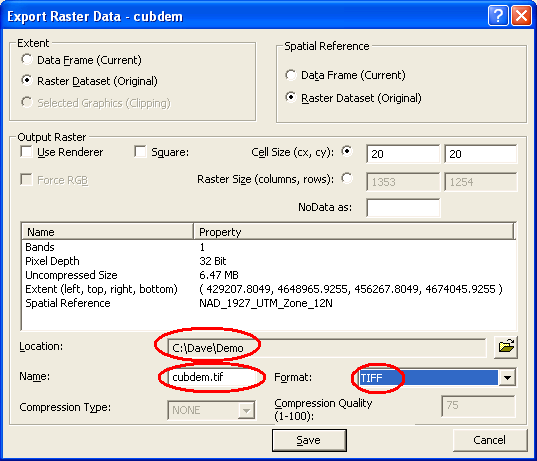 Export Raster Data - cubdem
Extent
Data Frame (Current)
Raster Dataset (Original)
Selected Graphics (Clipping)
Spatial Reference
Data Frame (Current)
Raster Dataset (Original)
Output Raster
Use Renderer
Square:
Cell Size (cx, cy):
20
20
Force RGB
Raster Size (columns, rows):
1353
1254
NoData as:
Name Property
Bands 1
Pixel Depth 32 Bit
Uncompressed Size 6.47 MB
Extent (left, top, right, bottom) ( 429207.8049, 4648965.9255, 456267.8049, 4674045.9255 )
Spatial Reference NAD_1927_UTM_Zone_12N
Location: C:\Dave\Demo
Name: cubdem.tif Format: TIFF
Compression Type: NONE Compression Quality
(1-100): 75
Save Cancel